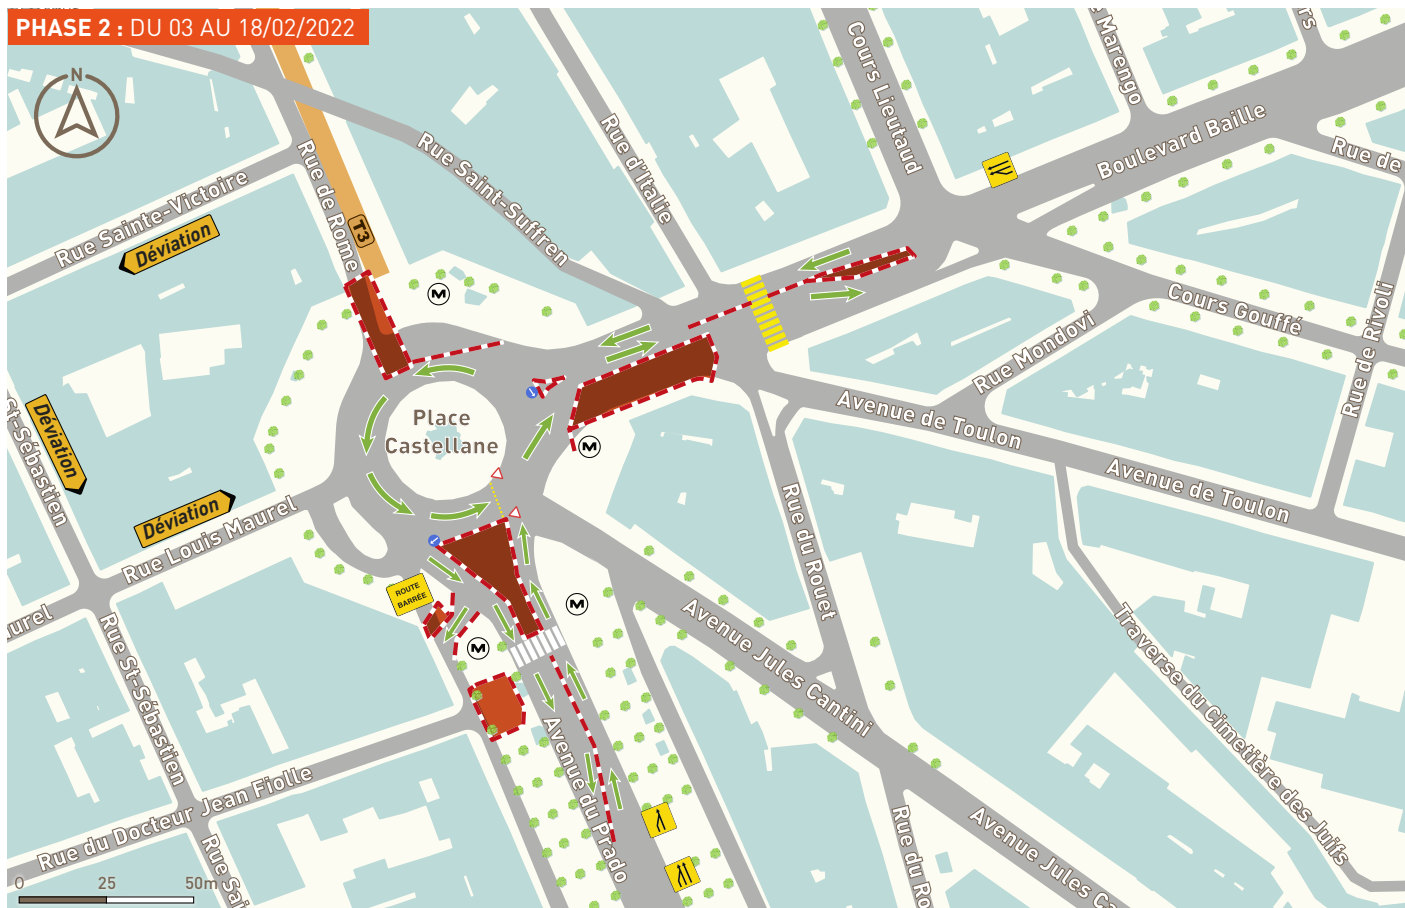 PHASE 2 : DU 03 AU 18/02/2022
N
Rue Sainte-Victoire
Déviation
Rue de Rome
T3
Rue Saint-Suffren
Rue d'Italie
Cours Lieutaud
Marengo
Boulevard Baille
Rue de
Cours Gouffé
Rue de Rivoli
Rue Mondovi
Avenue de Toulon
Avenue de Toulon
M
M
M
M
Place
Castellane
Déviation
St-Sébastien
Déviation
Rue Louis Maurel
ROUTE
BARRÉE
Rue St-Sébastien
Rue du Docteur Jean Fiolle
Avenue du Prado
Rue du Rouet
Avenue Jules Cantini
Avenue Jules Ca
Rue du Ro
Traverse du Cimetière des Juifs
Rue Sai
0 25 50m